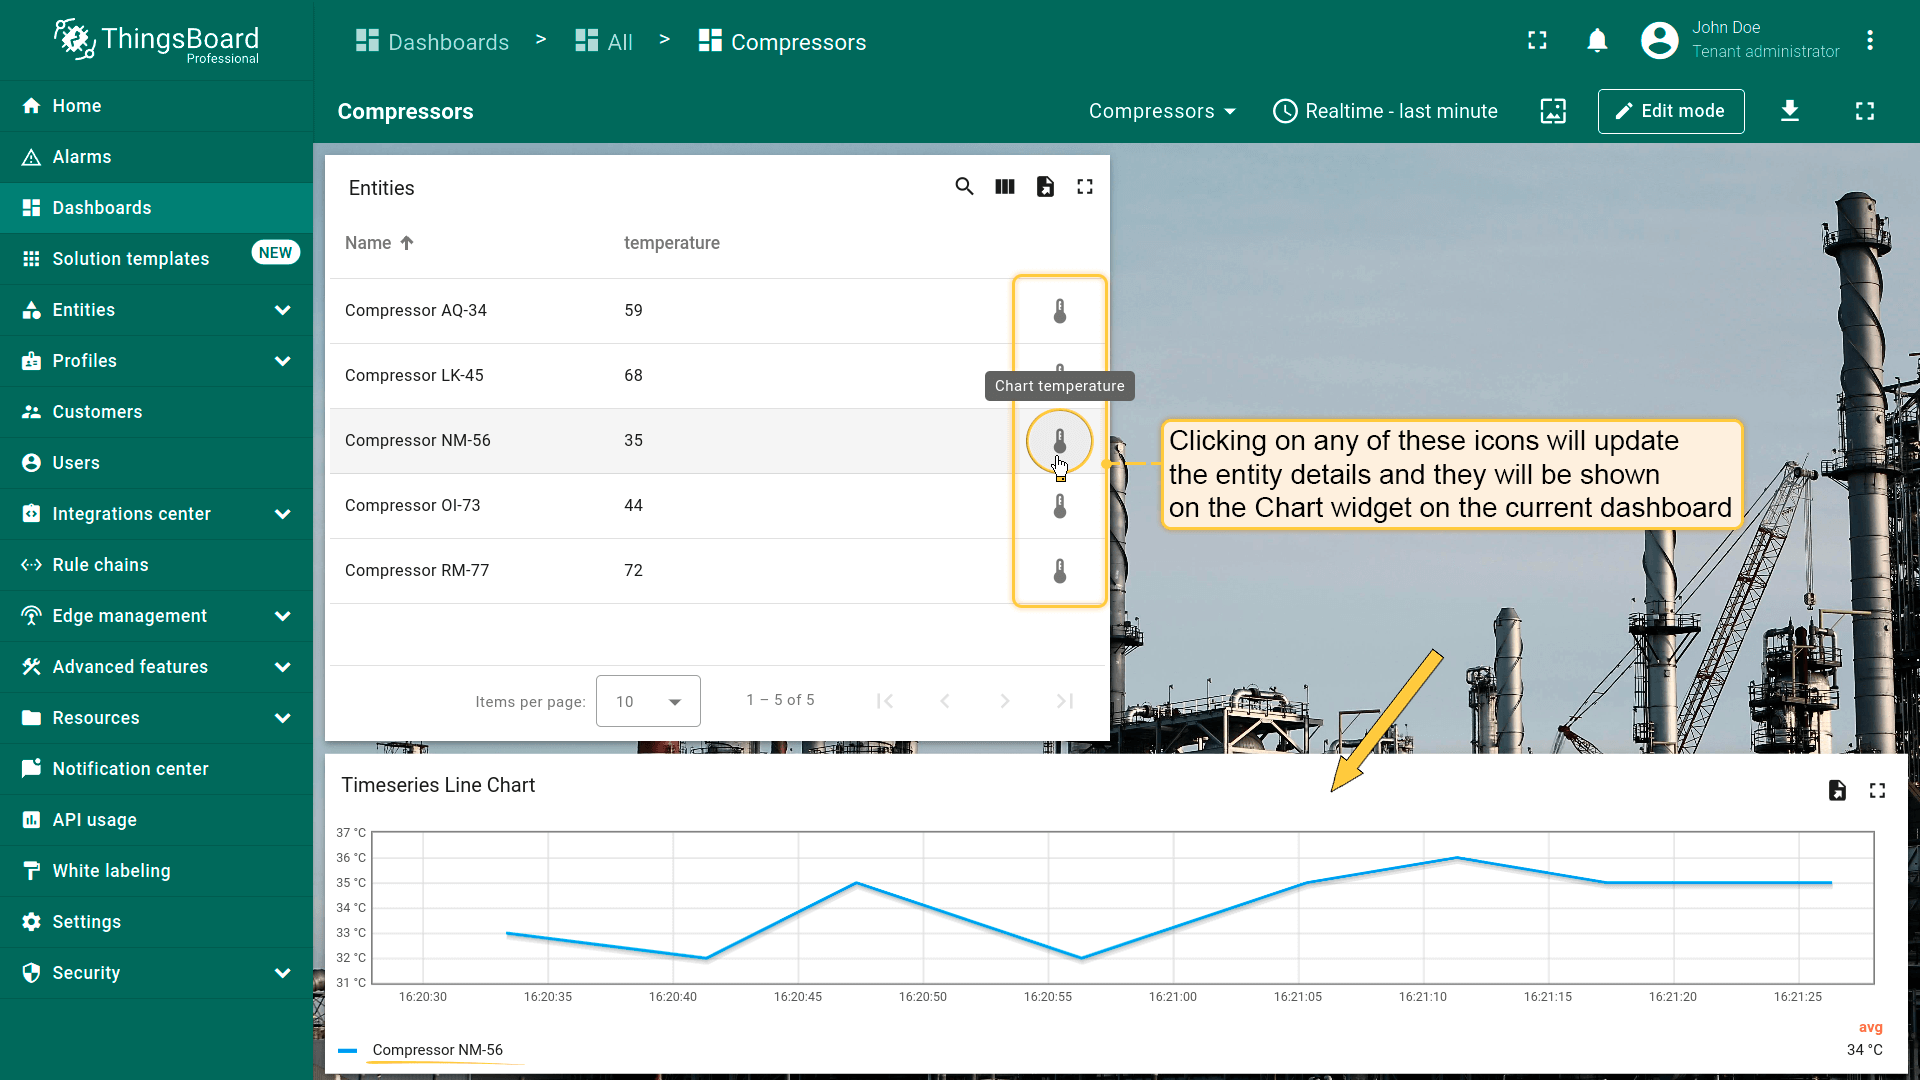 ThingsBoard
Professional
Dashboards > All > Compressors
John Doe
Tenant administrator
Home
Alarms
Dashboards
Solution templates NEW
Entities
Profiles
Customers
Users
Integrations center
Rule chains
Edge management
Advanced features
Resources
Notification center
API usage
White labeling
Settings
Security
Compressors
Compressors
Realtime - last minute
Edit mode
Entities
Name temperature
Compressor AQ-34 59
Compressor LK-45 68
Chart temperature
Compressor NM-56 35
Compressor OI-73 44
Compressor RM-77 72
Items per page: 10 1 – 5 of 5
Clicking on any of these icons will update
the entity details and they will be shown
on the Chart widget on the current dashboard
Timeseries Line Chart
37 °C
36 °C
35 °C
34 °C
33 °C
32 °C
31 °C
16:20:30 16:20:35 16:20:40 16:20:45 16:20:50 16:20:55 16:21:00 16:21:05 16:21:10 16:21:15 16:21:20 16:21:25
avg
Compressor NM-56 34 °C